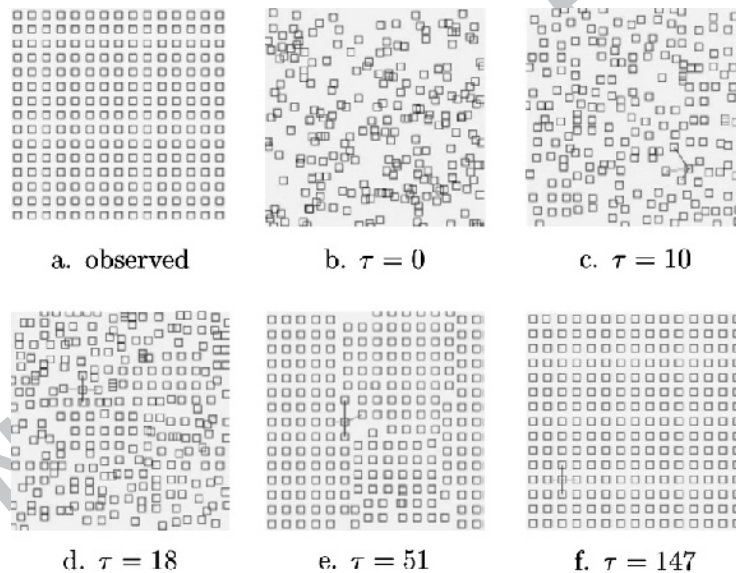 a. observed
b. τ = 0
c. τ = 10
d. τ = 18
e. τ = 51
f. τ = 147